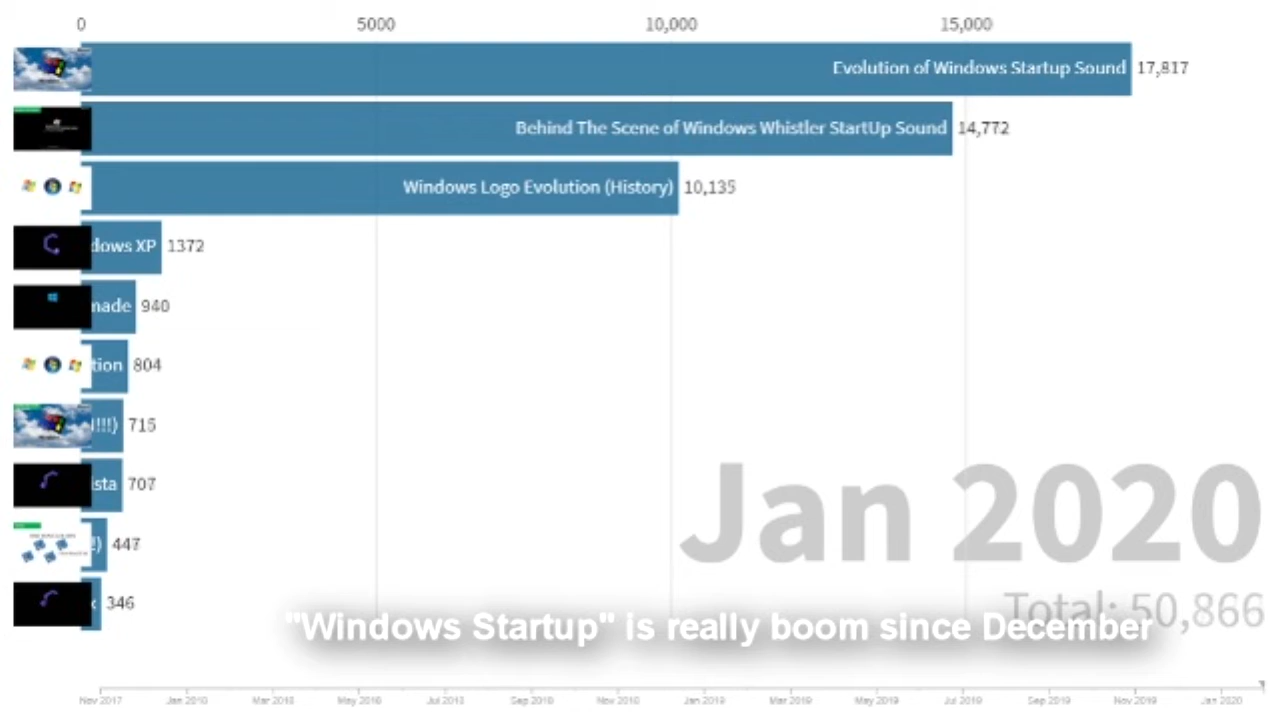 0 5000 10,000 15,000
Evolution of Windows Startup Sound 17,817
Behind The Scene of Windows Whistler StartUp Sound 14,772
Windows Logo Evolution (History) 10,135
dows XP 1372
made 940
tion 804
!!!) 715
ista 707
!) 447
346
Jan 2020
Total: 50,866
"Windows Startup" is really boom since December
Nov 2017 Jan 2018 Mar 2018 May 2018 Jul 2018 Sep 2018 Nov 2018 Jan 2019 Mar 2019 May 2019 Jul 2019 Sep 2019 Nov 2019 Jan 2020